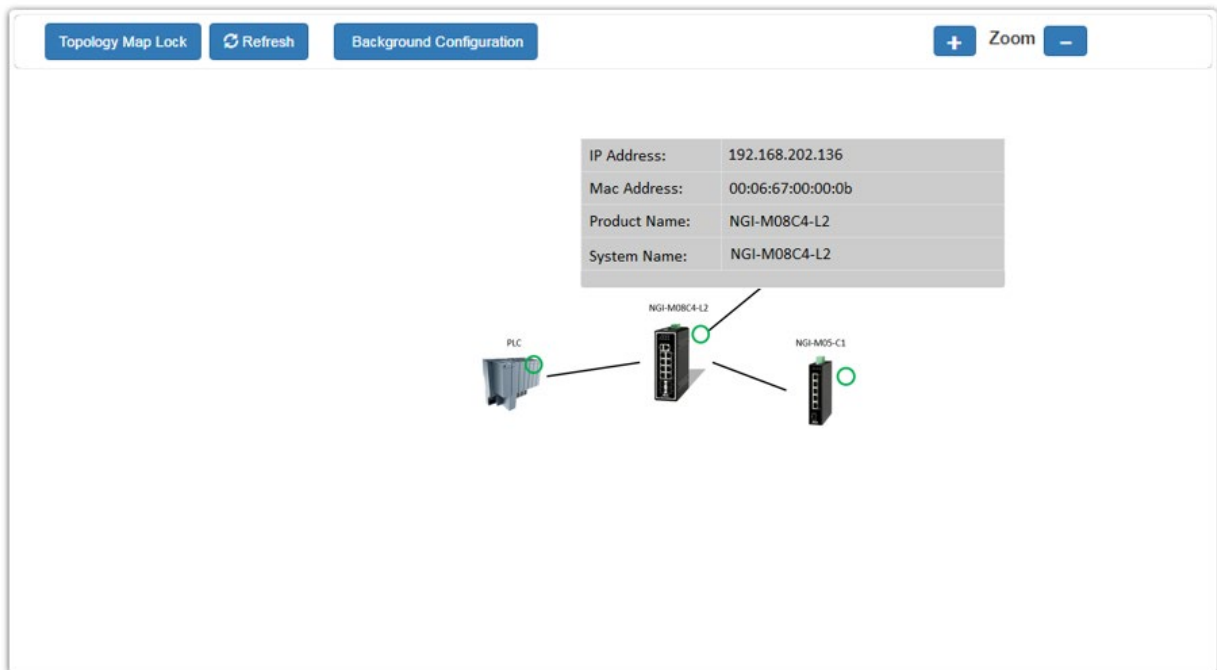 Topology Map Lock
Refresh
Background Configuration
+ Zoom –
IP Address: 192.168.202.136
Mac Address: 00:06:67:00:00:0b
Product Name: NGI-M08C4-L2
System Name: NGI-M08C4-L2
NGI-M08C4-L2
PLC
NGI-M05-C1